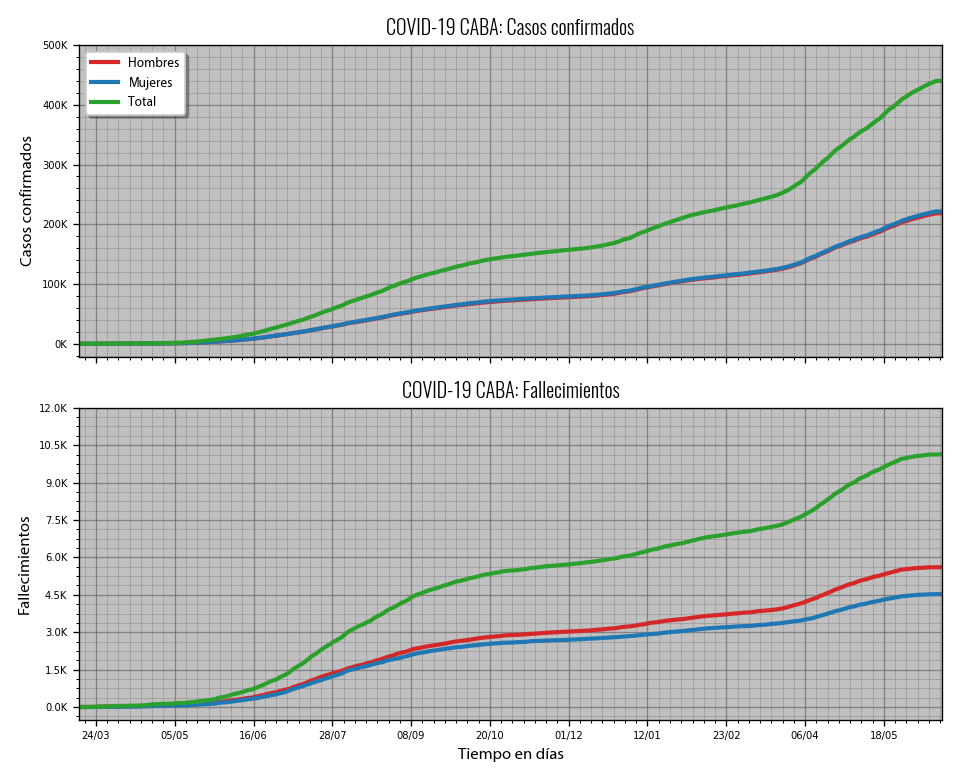 COVID-19 CABA: Casos confirmados
500K
400K
300K
200K
100K
0K
Casos confirmados
Hombres
Mujeres
Total
COVID-19 CABA: Fallecimientos
12.0K
10.5K
9.0K
7.5K
6.0K
4.5K
3.0K
1.5K
0.0K
Fallecimientos
24/03 05/05 16/06 28/07 08/09 20/10 01/12 12/01 23/02 06/04 18/05
Tiempo en días